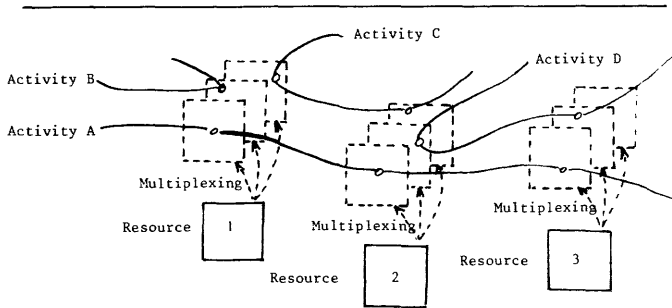 Activity C
Activity D
Activity B
Activity A
Multiplexing
Multiplexing
Multiplexing
Resource 1
Resource 2
Resource 3